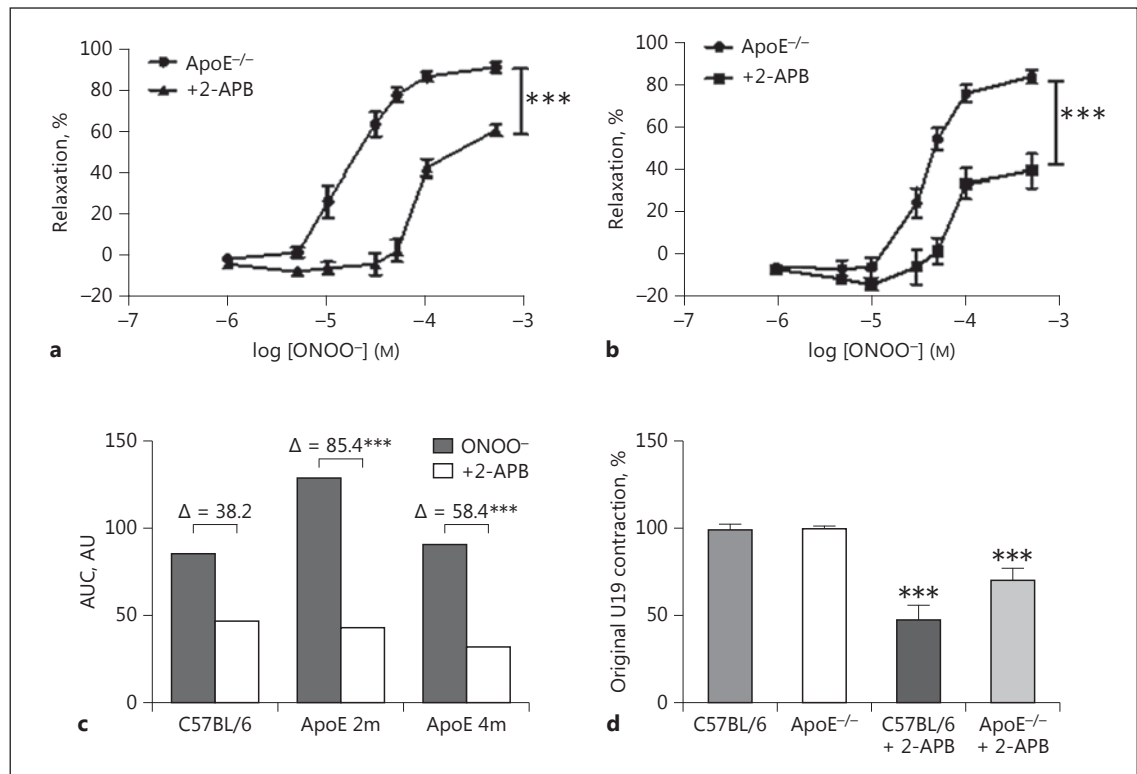 100
80
60
40
20
0
−20
Relaxation, %
ApoE−/−
+2-APB
***
−7
−6
−5
−4
−3
log [ONOO−] (M)
a
100
80
60
40
20
0
−20
Relaxation, %
ApoE−/−
+2-APB
***
−7
−6
−5
−4
−3
log [ONOO−] (M)
b
150
100
50
0
AUC, AU
ONOO−
+2-APB
Δ = 38.2
Δ = 85.4***
Δ = 58.4***
C57BL/6
ApoE 2m
ApoE 4m
c
150
100
50
0
Original U19 contraction, %
***
***
C57BL/6
ApoE−/−
C57BL/6
+ 2-APB
ApoE−/−
+ 2-APB
d